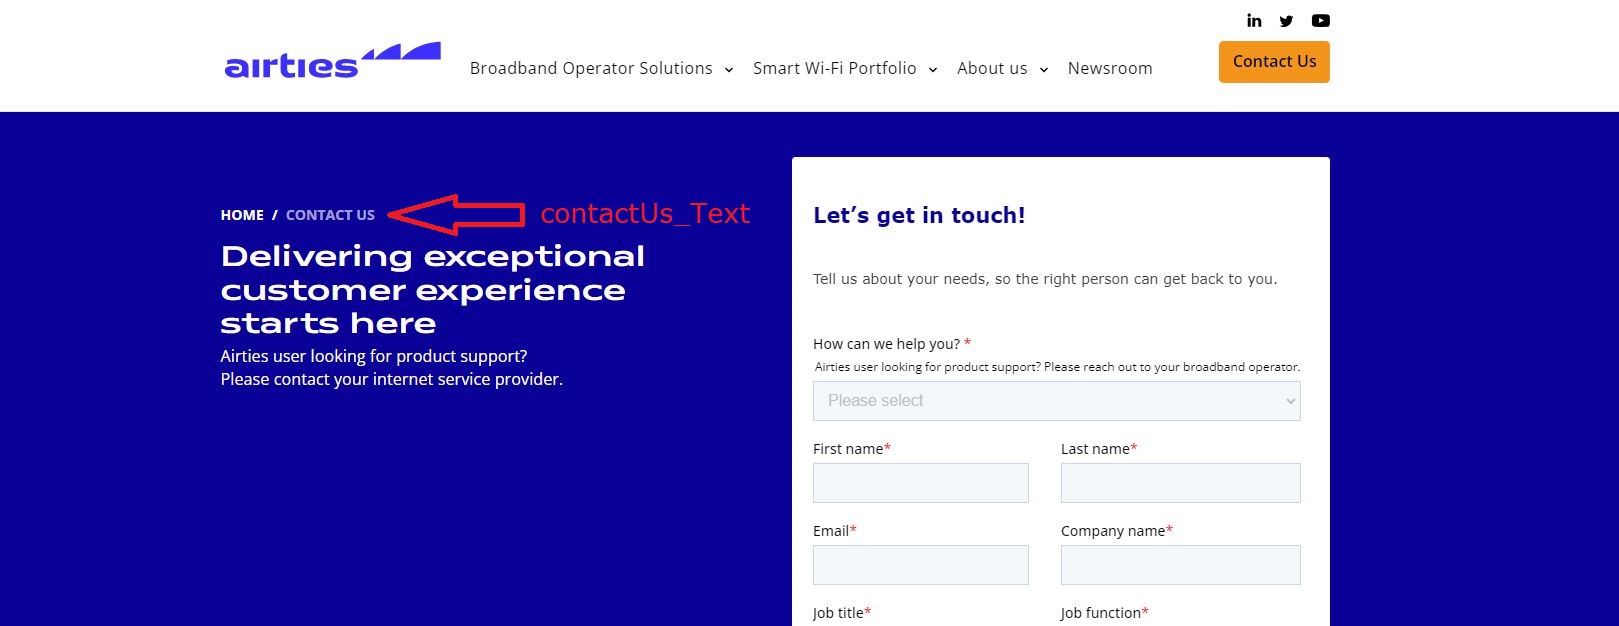 in
airties
Broadband Operator Solutions
Smart Wi-Fi Portfolio
About us
Newsroom
Contact Us
HOME / CONTACT US
contactUs_Text
Delivering exceptional
customer experience
starts here
Airties user looking for product support?
Please contact your internet service provider.
Let’s get in touch!
Tell us about your needs, so the right person can get back to you.
How can we help you? *
Airties user looking for product support? Please reach out to your broadband operator.
Please select
First name*
Last name*
Email*
Company name*
Job title*
Job function*